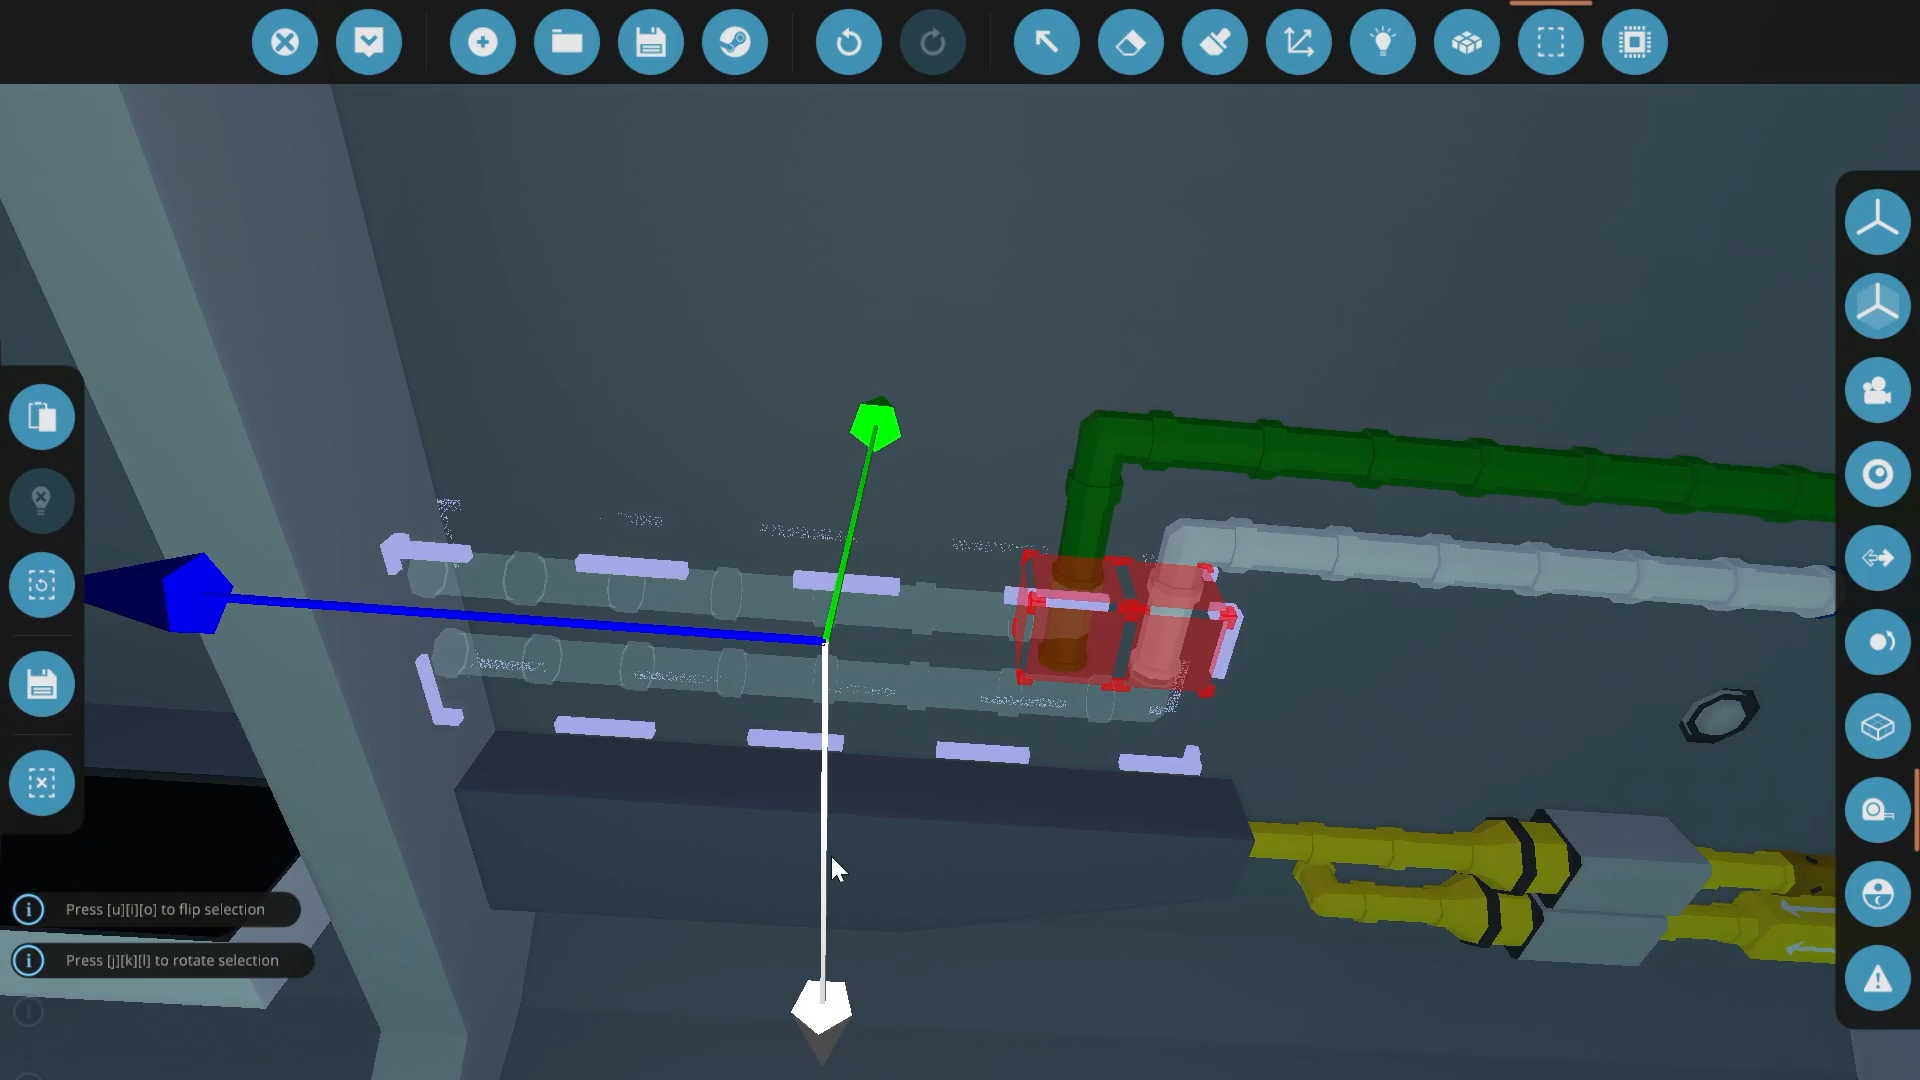 Press [u][i][o] to flip selection
Press [j][k][l] to rotate selection